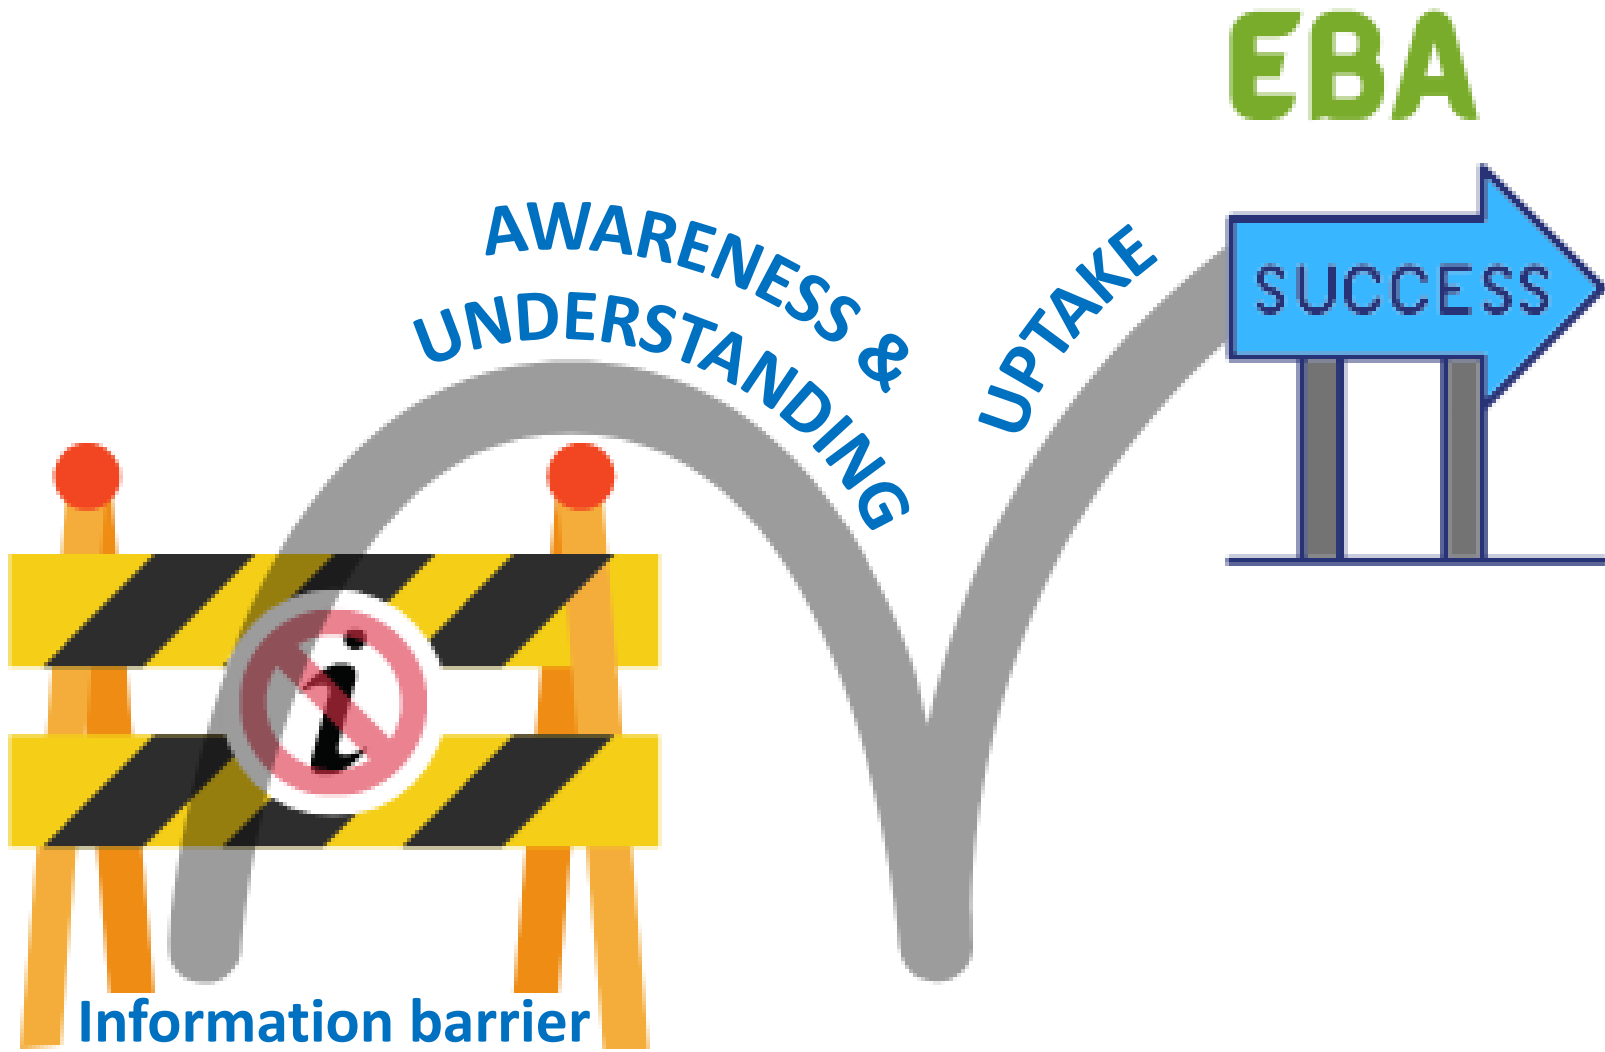 EBA
AWARENESS &
UNDERSTANDING
UPTAKE
SUCCESS
i
Information barrier